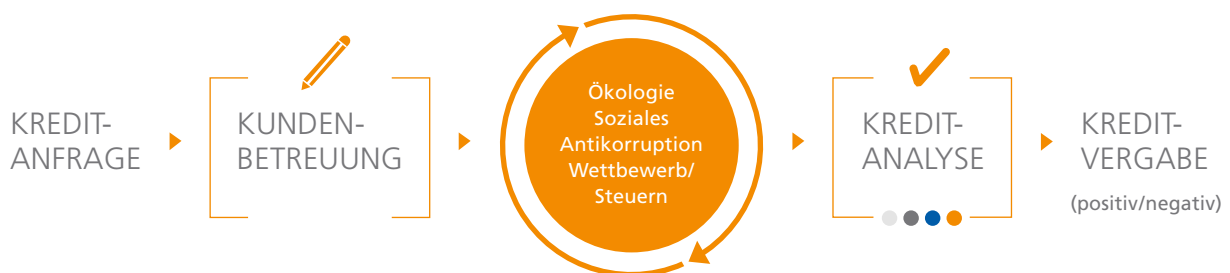 KREDIT-
ANFRAGE
KUNDEN-
BETREUUNG
Ökologie
Soziales
Antikorruption
Wettbewerb/
Steuern
KREDIT-
ANALYSE
KREDIT-
VERGABE
(positiv/negativ)